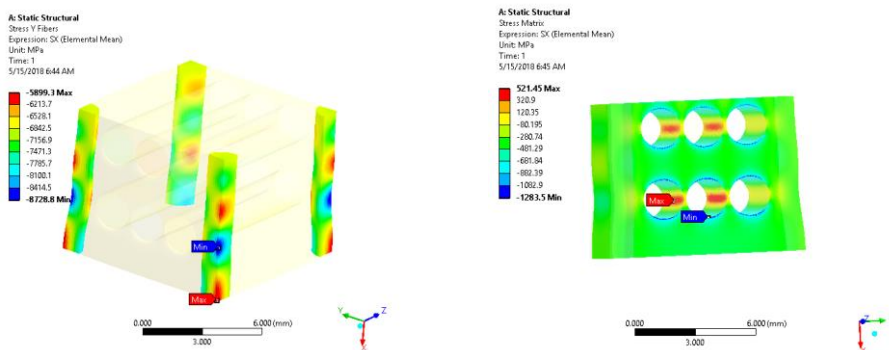 A: Static Structural
Stress Y Fibers
Expression: SX (Elemental Mean)
Unit: MPa
Time: 1
5/15/2018 6:44 AM
-5899.3 Max
-6213.7
-6528.1
-6842.5
-7156.9
-7471.3
-7785.7
-8100.1
-8414.5
-8728.8 Min
Min
Max
0.000
6.000 (mm)
3.000
Y
Z
X
A: Static Structural
Stress Matrix
Expression: SX (Elemental Mean)
Unit: MPa
Time: 1
5/15/2018 6:45 AM
521.45 Max
320.9
120.35
-80.195
-280.74
-481.29
-681.84
-882.39
-1082.9
-1283.5 Min
Max
Min
0.000
6.000 (mm)
3.000